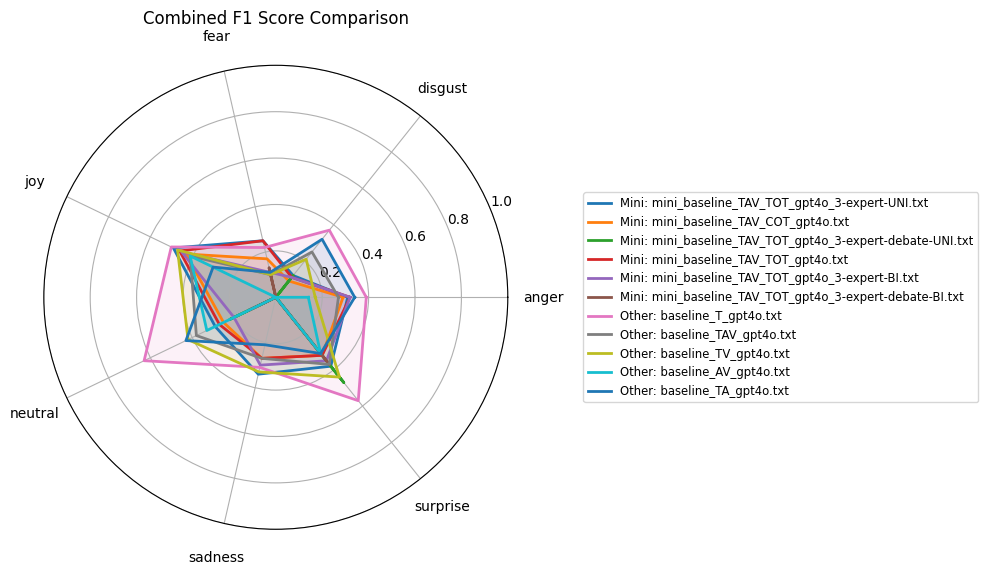 Combined F1 Score Comparison
fear
disgust
joy
1.0
0.8
0.6
0.4
0.2
anger
neutral
surprise
sadness
Mini: mini_baseline_TAV_TOT_gpt4o_3-expert-UNI.txt
Mini: mini_baseline_TAV_COT_gpt4o.txt
Mini: mini_baseline_TAV_TOT_gpt4o_3-expert-debate-UNI.txt
Mini: mini_baseline_TAV_TOT_gpt4o.txt
Mini: mini_baseline_TAV_TOT_gpt4o_3-expert-BI.txt
Mini: mini_baseline_TAV_TOT_gpt4o_3-expert-debate-BI.txt
Other: baseline_T_gpt4o.txt
Other: baseline_TAV_gpt4o.txt
Other: baseline_TV_gpt4o.txt
Other: baseline_AV_gpt4o.txt
Other: baseline_TA_gpt4o.txt